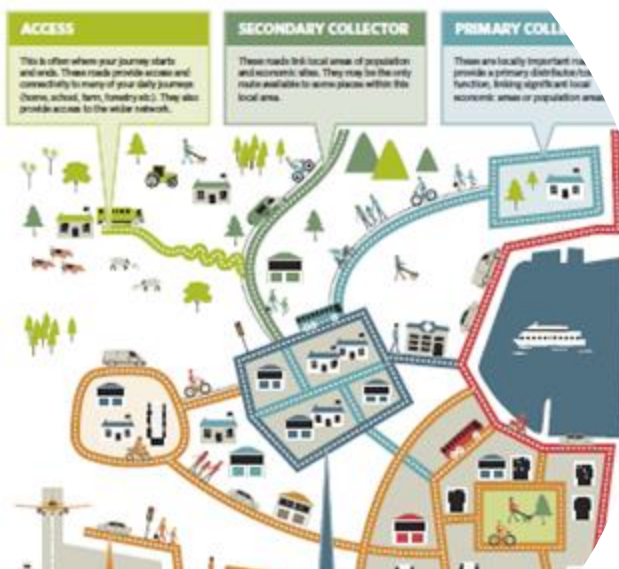 ACCESS
This is often where your journey starts
and ends. These roads provide access and
connectivity to many of your daily journeys
(home, school, farm, forestry etc). They also
provide access to the wider network.
SECONDARY COLLECTOR
These roads link local areas of population
and economic sites. They may be the only
route available to some places within this
local area.
PRIMARY COLL
These are locally important
provide a primary distributor/
function, linking significant local
economic areas or population areas